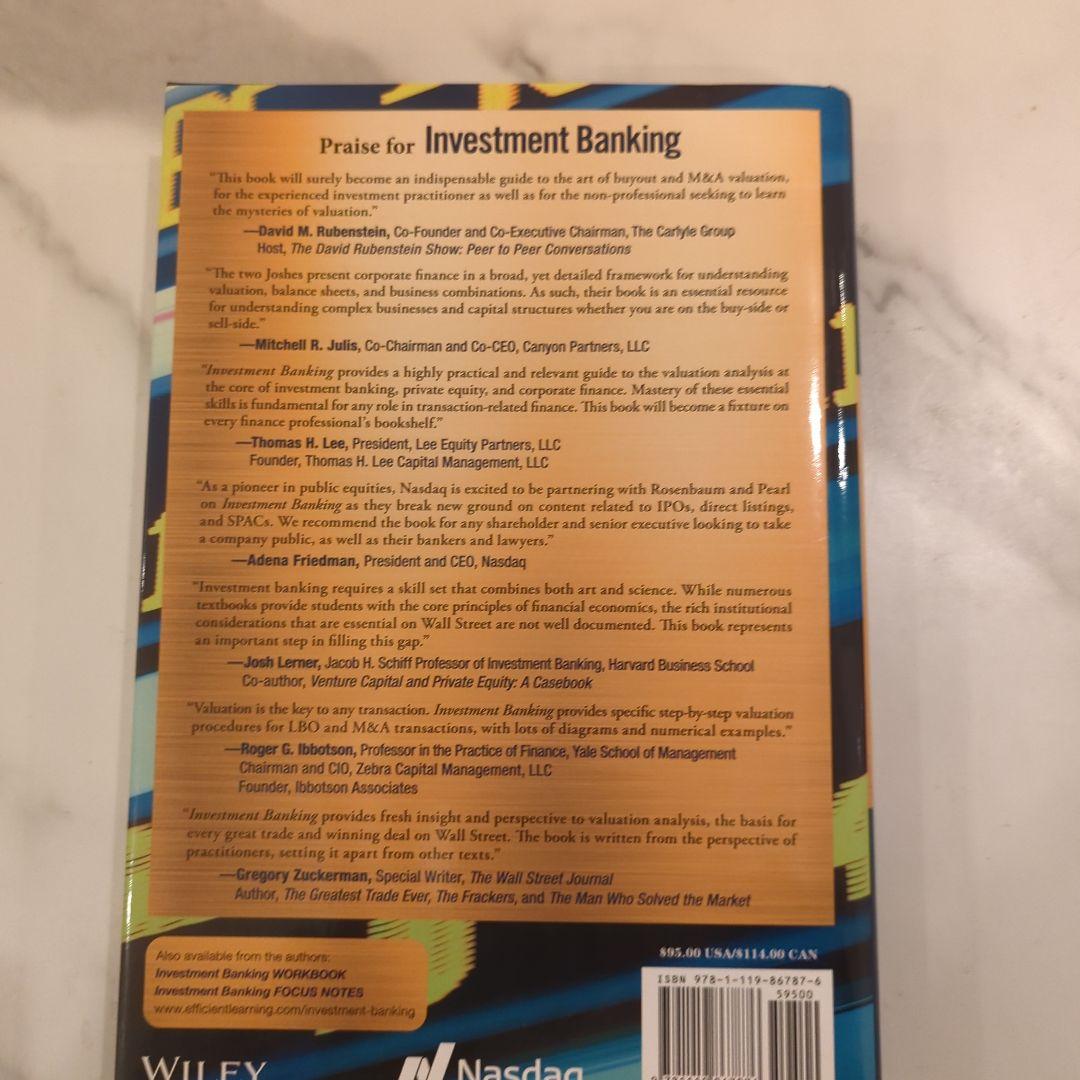 Praise for Investment Banking
"This book will surely become an indispensable guide to the art of buyout and M&A valuation,
for the experienced investment practitioner as well as for the non-professional seeking to learn
the mysteries of valuation."
—David M. Rubenstein, Co-Founder and Co-Executive Chairman, The Carlyle Group
Host, The David Rubenstein Show: Peer to Peer Conversations
"The two Joshes present corporate finance in a broad, yet detailed framework for understanding
valuation, balance sheets, and business combinations. As such, their book is an essential resource
for understanding complex businesses and capital structures whether you are on the buy-side or
sell-side."
—Mitchell R. Julis, Co-Chairman and Co-CEO, Canyon Partners, LLC
"Investment Banking provides a highly practical and relevant guide to the valuation analysis at
the core of investment banking, private equity, and corporate finance. Mastery of these essential
skills is fundamental for any role in transaction-related finance. This book will become a fixture on
every finance professional's bookshelf."
—Thomas H. Lee, President, Lee Equity Partners, LLC
Founder, Thomas H. Lee Capital Management, LLC
"As a pioneer in public equities, Nasdaq is excited to be partnering with Rosenbaum and Pearl
on Investment Banking as they break new ground on content related to IPOs, direct listings,
and SPACs. We recommend the book for any shareholder and senior executive looking to take
a company public, as well as their bankers and lawyers."
—Adena Friedman, President and CEO, Nasdaq
"Investment banking requires a skill set that combines both art and science. While numerous
textbooks provide students with the core principles of financial economics, the rich institutional
considerations that are essential on Wall Street are not well documented. This book represents
an important step in filling this gap."
—Josh Lerner, Jacob H. Schiff Professor of Investment Banking, Harvard Business School
Co-author, Venture Capital and Private Equity: A Casebook
"Valuation is the key to any transaction. Investment Banking provides specific step-by-step valuation
procedures for LBO and M&A transactions, with lots of diagrams and numerical examples."
—Roger G. Ibbotson, Professor in the Practice of Finance, Yale School of Management
Chairman and CIO, Zebra Capital Management, LLC
Founder, Ibbotson Associates
"Investment Banking provides fresh insight and perspective to valuation analysis, the basis for
every great trade and winning deal on Wall Street. The book is written from the perspective of
practitioners, setting it apart from other texts."
—Gregory Zuckerman, Special Writer, The Wall Street Journal
Author, The Greatest Trade Ever, The Frackers, and The Man Who Solved the Market
Also available from the authors:
Investment Banking WORKBOOK
Investment Banking FOCUS NOTES
www.efficientlearning.com/investment-banking
$95.00 USA/$114.00 CAN
ISBN 978-1-119-86787-6
59500
WILEY
Nasdaq